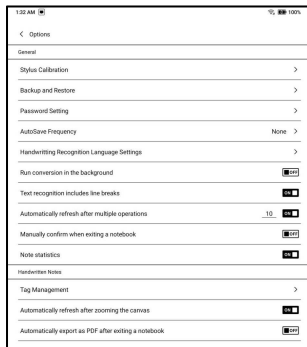 1:32 AM
100%
Options
General
Stylus Calibration
Backup and Restore
Password Setting
AutoSave Frequency None
Handwritting Recognition Language Settings
Run conversion in the background OFF
Text recognition includes line breaks ON
Automatically refresh after multiple operations 10 ON
Manually confirm when exiting a notebook OFF
Note statistics ON
Handwritten Notes
Tag Management
Automatically refresh after zooming the canvas ON
Automatically export as PDF after exiting a notebook OFF